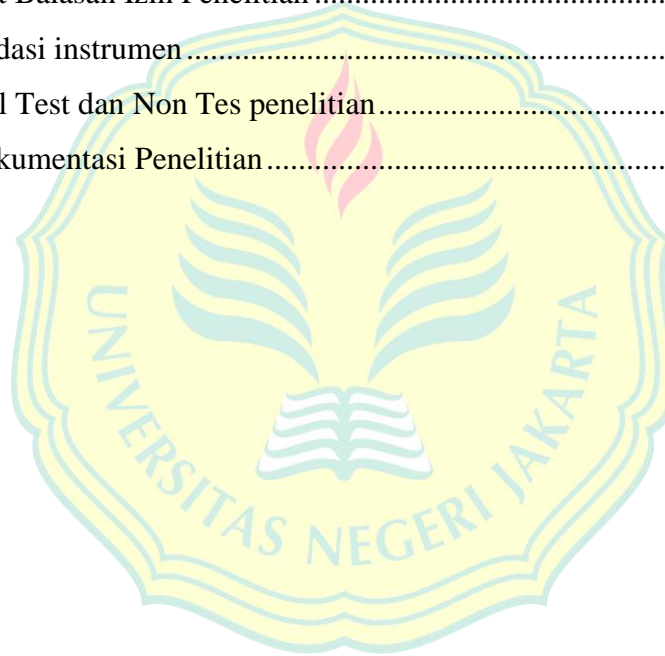 Balasan Izin Penelitian
dasi instrumen
l Test dan Non Tes penelitian
kumentasi Penelitian
UNIVERSITAS NEGERI JAKARTA